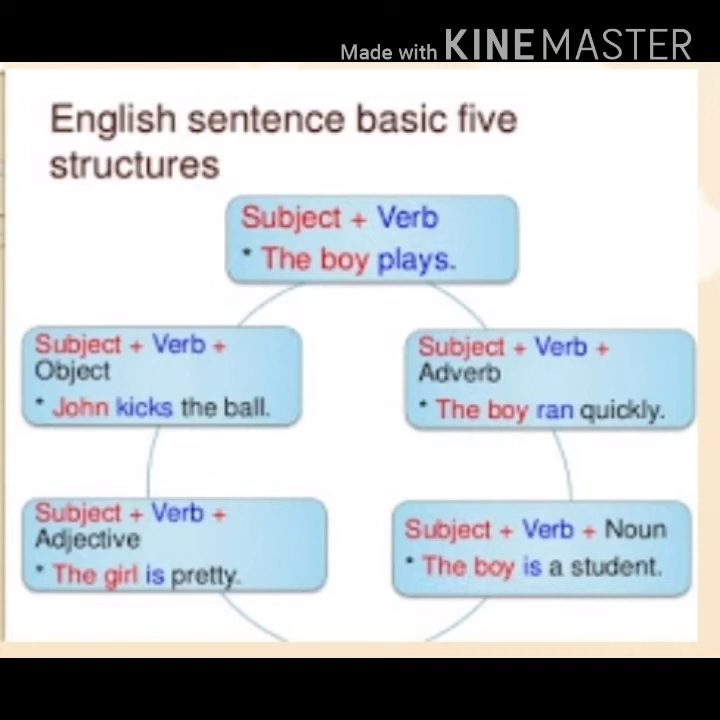 Made with KINEMASTER
English sentence basic five
structures
Subject + Verb
* The boy plays.
Subject + Verb +
Object
* John kicks the ball.
Subject + Verb +
Adverb
* The boy ran quickly.
Subject + Verb +
Adjective
* The girl is pretty.
Subject + Verb + Noun
* The boy is a student.